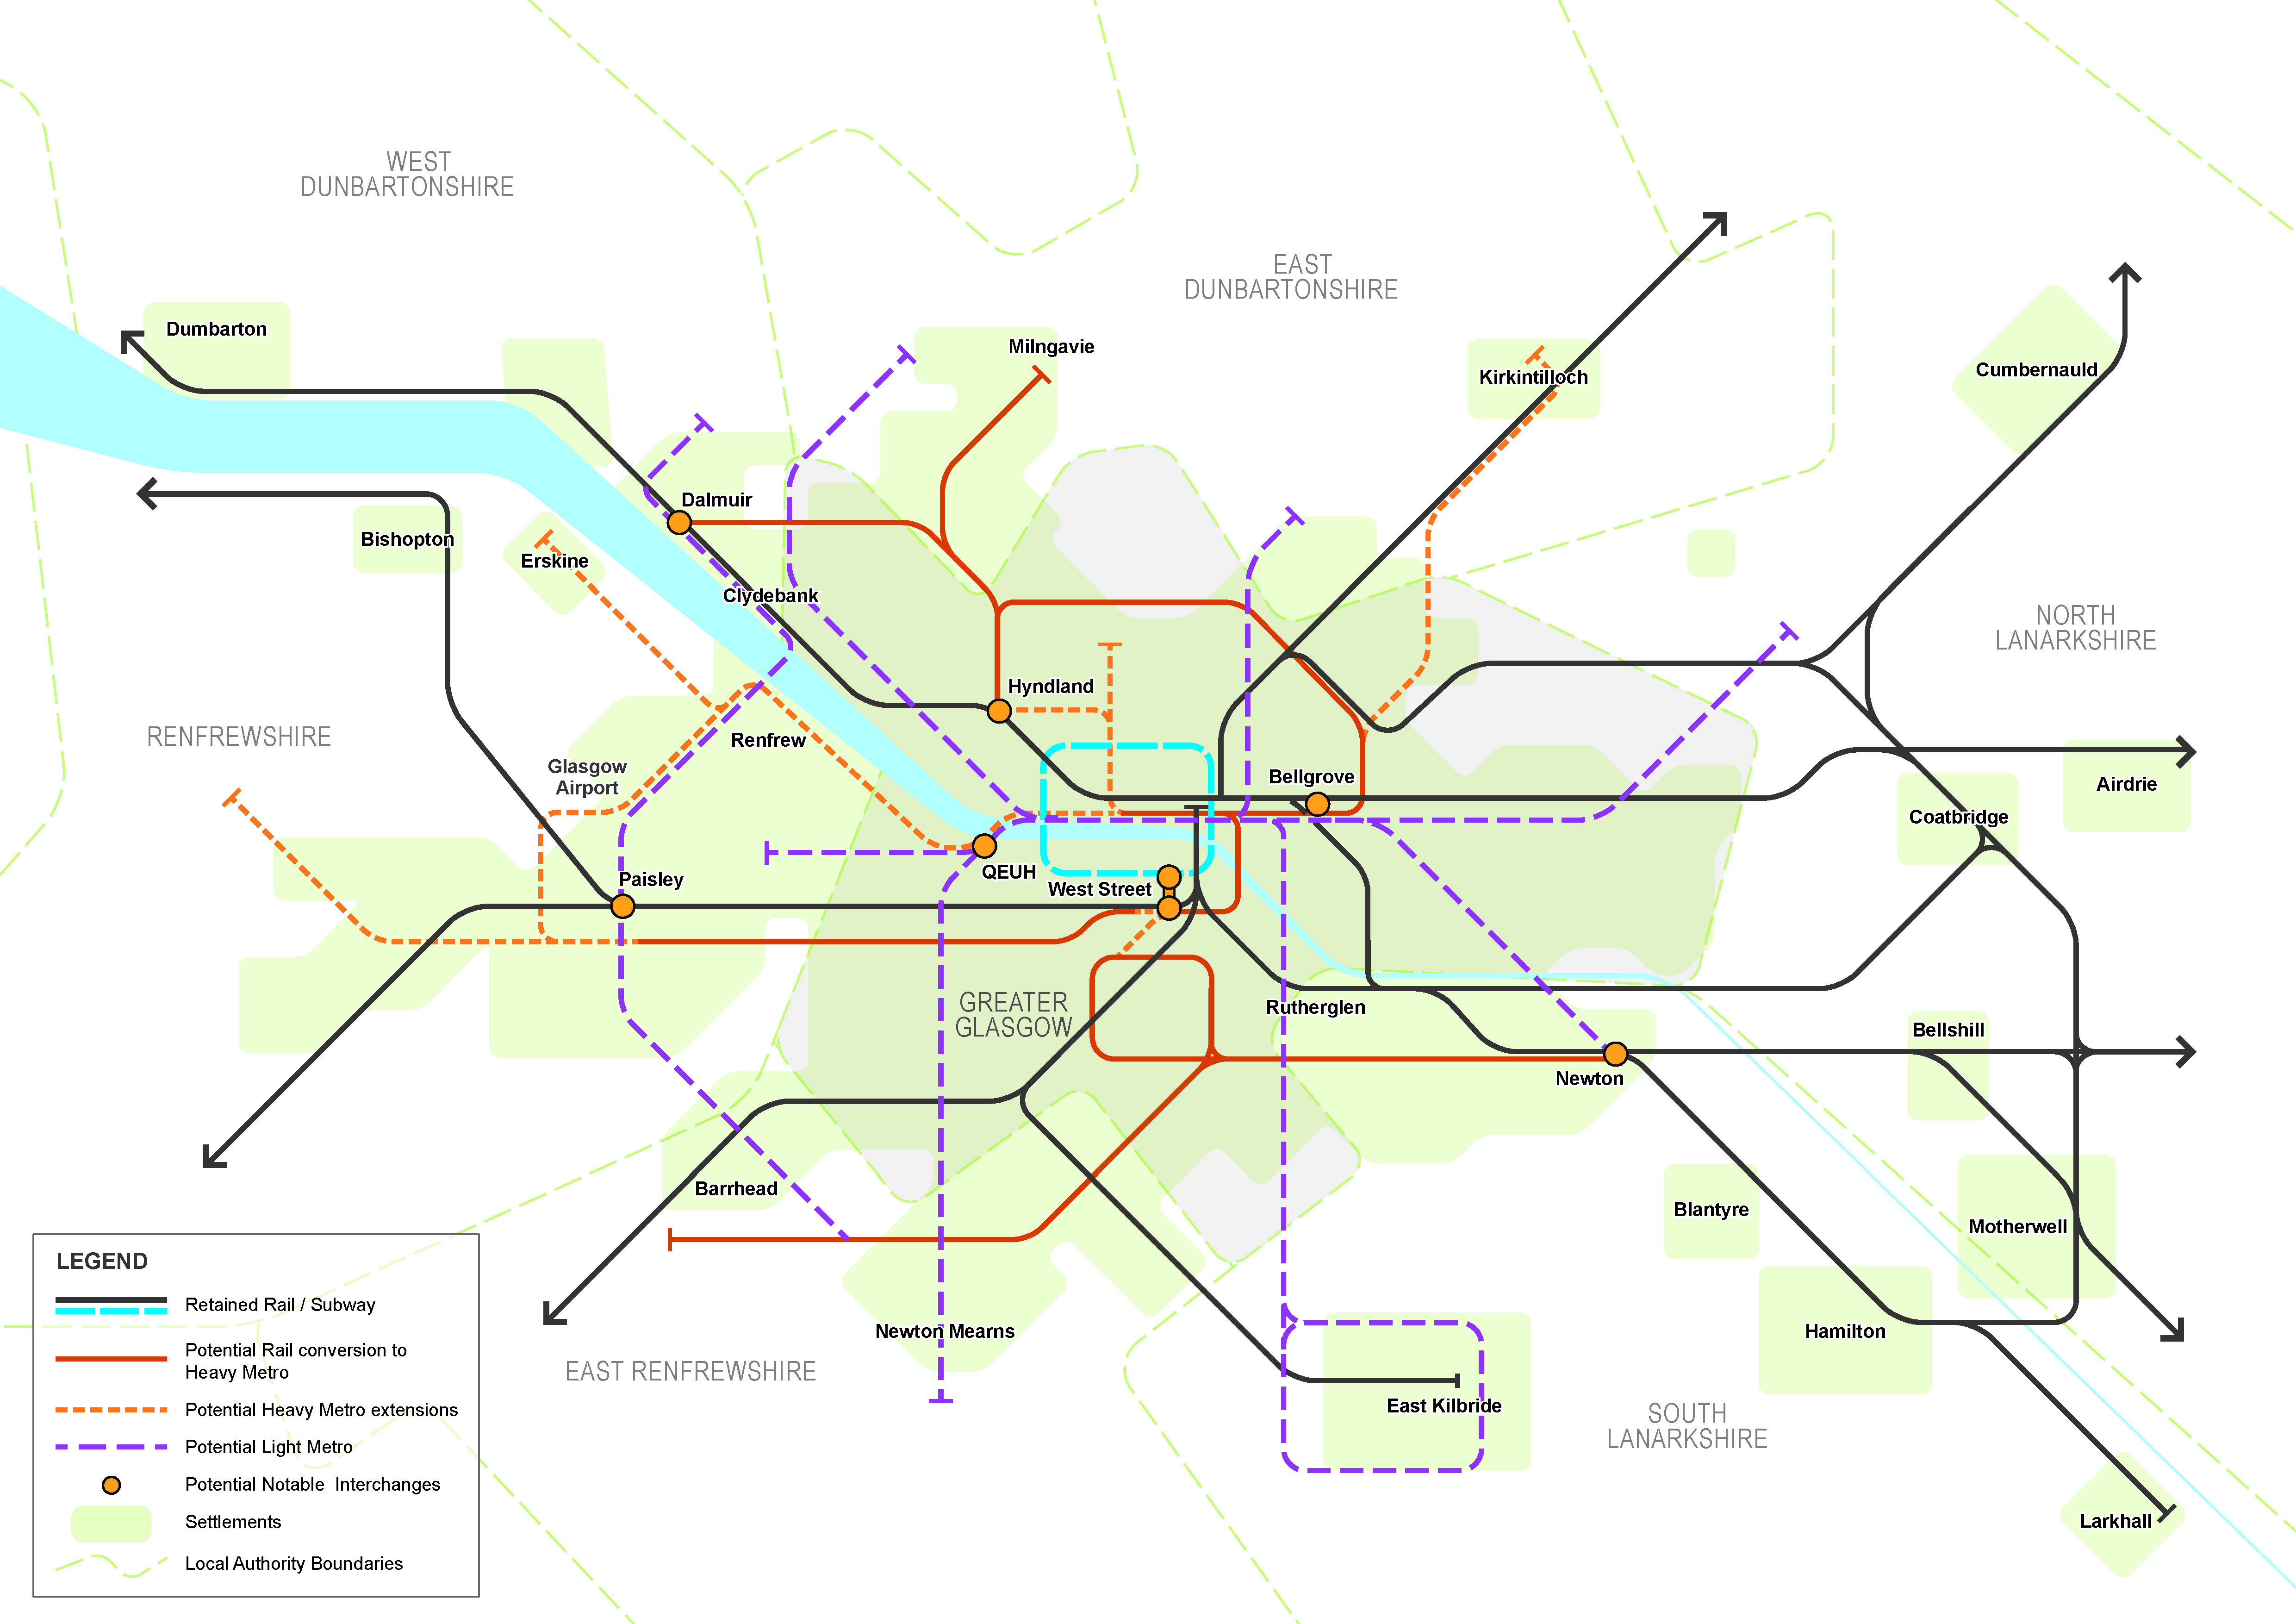 WEST
DUNBARTONSHIRE
EAST
DUNBARTONSHIRE
Dumbarton
Milngavie
Kirkintilloch
Cumbernauld
Dalmuir
Bishopton
Erskine
Clydebank
NORTH
LANARKSHIRE
Hyndland
RENFREWSHIRE
Renfrew
Glasgow
Airport
Bellgrove
Airdrie
Coatbridge
Paisley
QEUH
West Street
GREATER
GLASGOW
Rutherglen
Bellshill
Newton
Barrhead
Blantyre
Motherwell
Newton Mearns
Hamilton
EAST RENFREWSHIRE
East Kilbride
SOUTH
LANARKSHIRE
Larkhall
LEGEND
Retained Rail / Subway
Potential Rail conversion to
Heavy Metro
Potential Heavy Metro extensions
Potential Light Metro
Potential Notable Interchanges
Settlements
Local Authority Boundaries